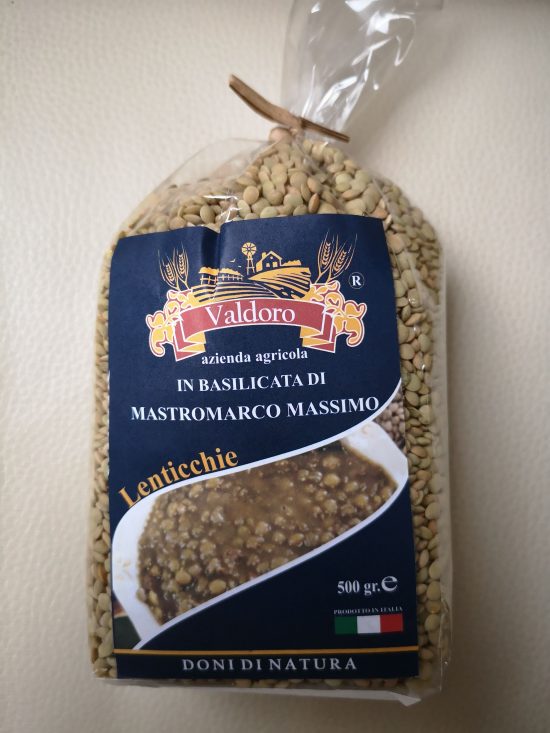 Valdoro
®
azienda agricola
IN BASILICATA DI
MASTROMARCO MASSIMO
Lenticchie
500 gr.e
PRODOTTO IN ITALIA
DONI DI NATURA